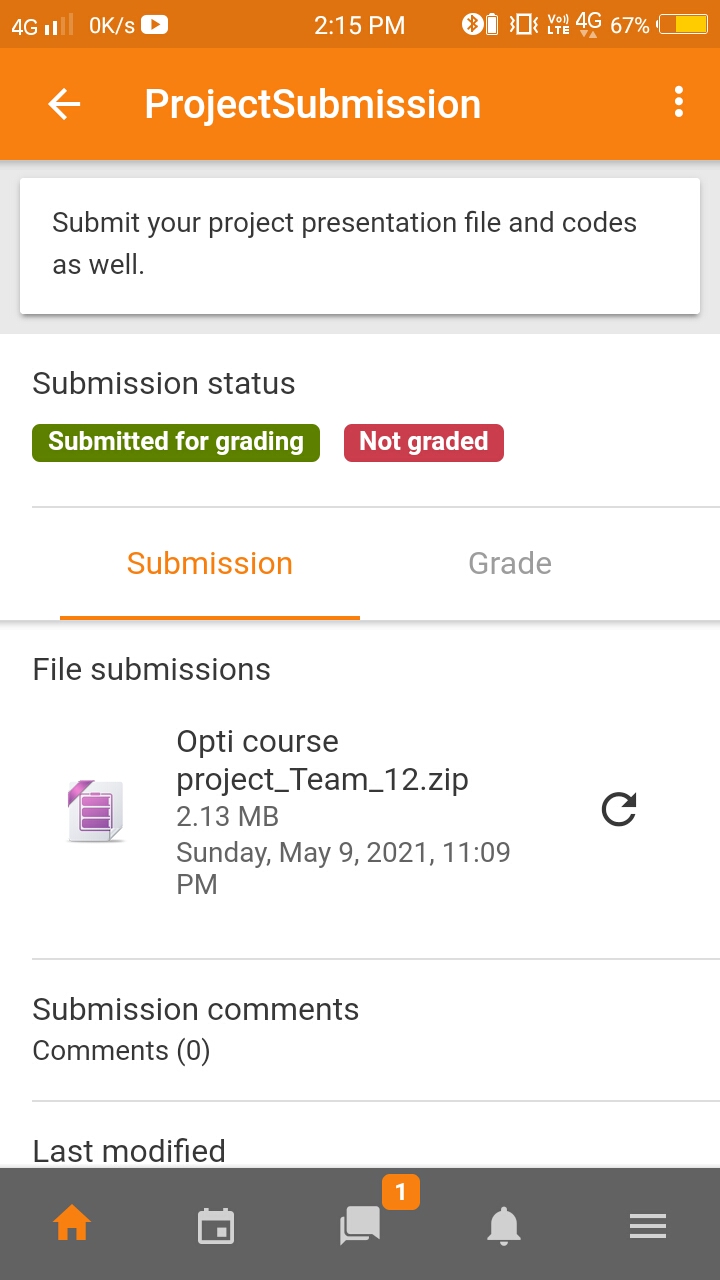 4G 0K/s 2:15 PM Vo)) LTE 4G 67%
ProjectSubmission
Submit your project presentation file and codes
as well.
Submission status
Submitted for grading Not graded
Submission Grade
File submissions
Opti course
project_Team_12.zip
2.13 MB
Sunday, May 9, 2021, 11:09
PM
Submission comments
Comments (0)
Last modified
1